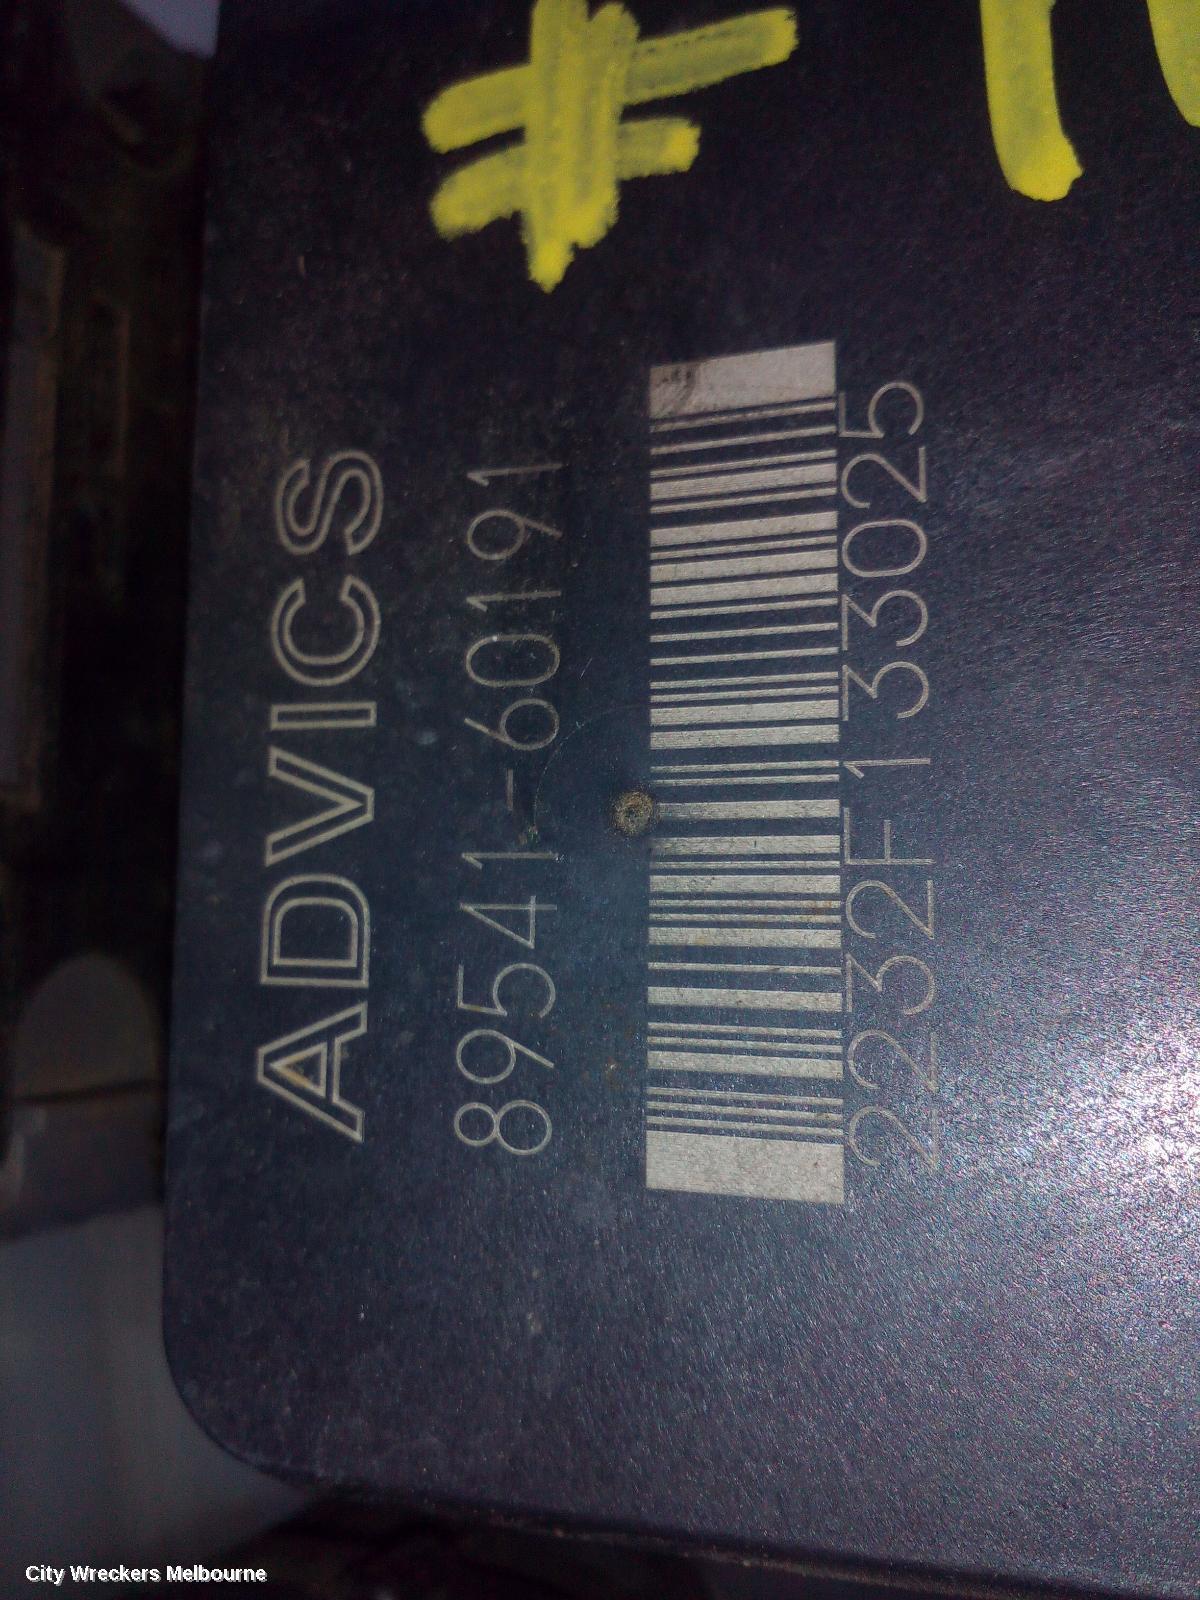 ADVICS
89541-60191
2232F133025
City Wreckers Melbourne